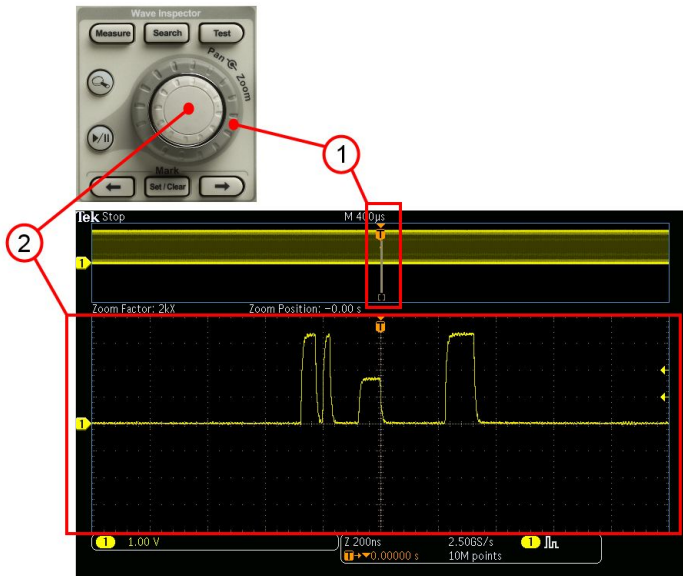 Wave Inspector
Measure Search Test
Pan Zoom
Mark
← Set / Clear →
1
2
Tek Stop M 400µs
T
1
Zoom Factor: 2kX Zoom Position: −0.00 s
T
1
1 1.00 V Z 200ns 2.50GS/s 1
T→▼0.00000 s 10M points